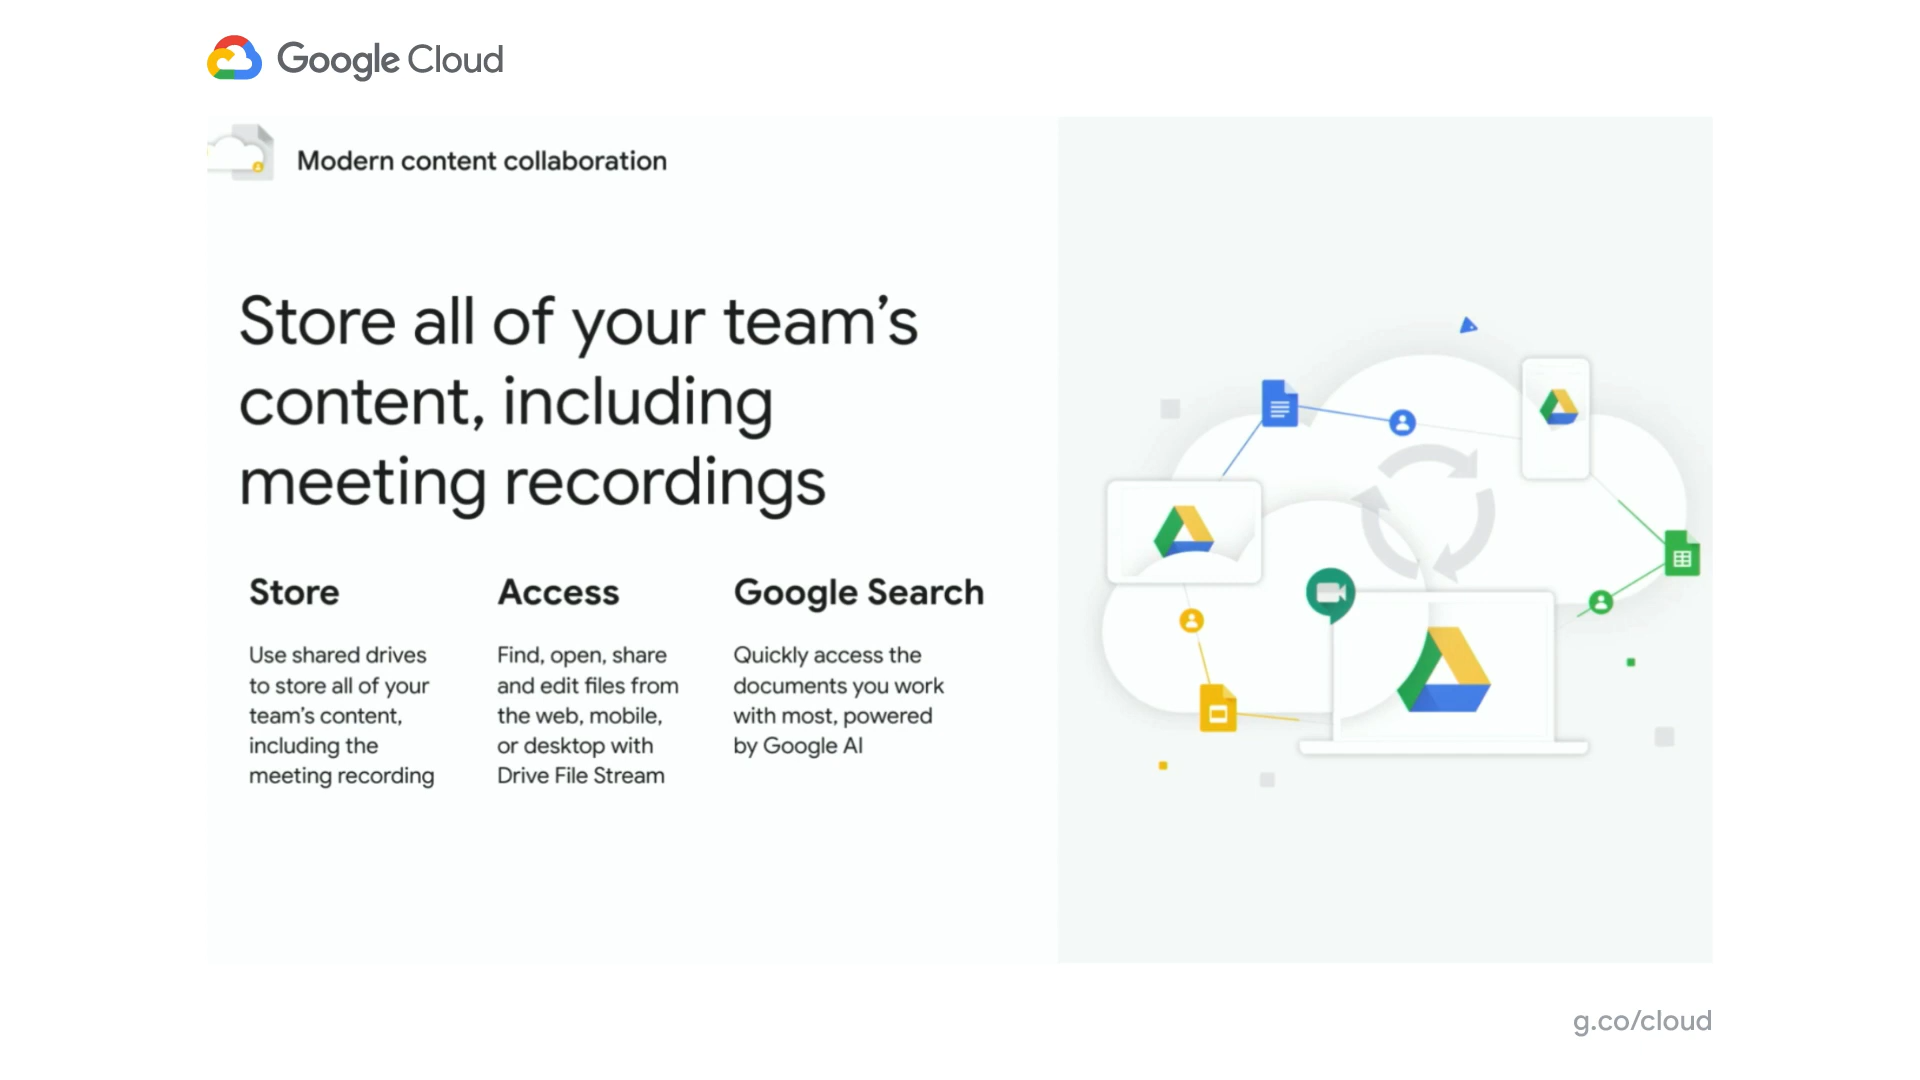 Google Cloud
Modern content collaboration
Store all of your team’s
content, including
meeting recordings
Store
Use shared drives
to store all of your
team’s content,
including the
meeting recording
Access
Find, open, share
and edit files from
the web, mobile,
or desktop with
Drive File Stream
Google Search
Quickly access the
documents you work
with most, powered
by Google AI
g.co/cloud